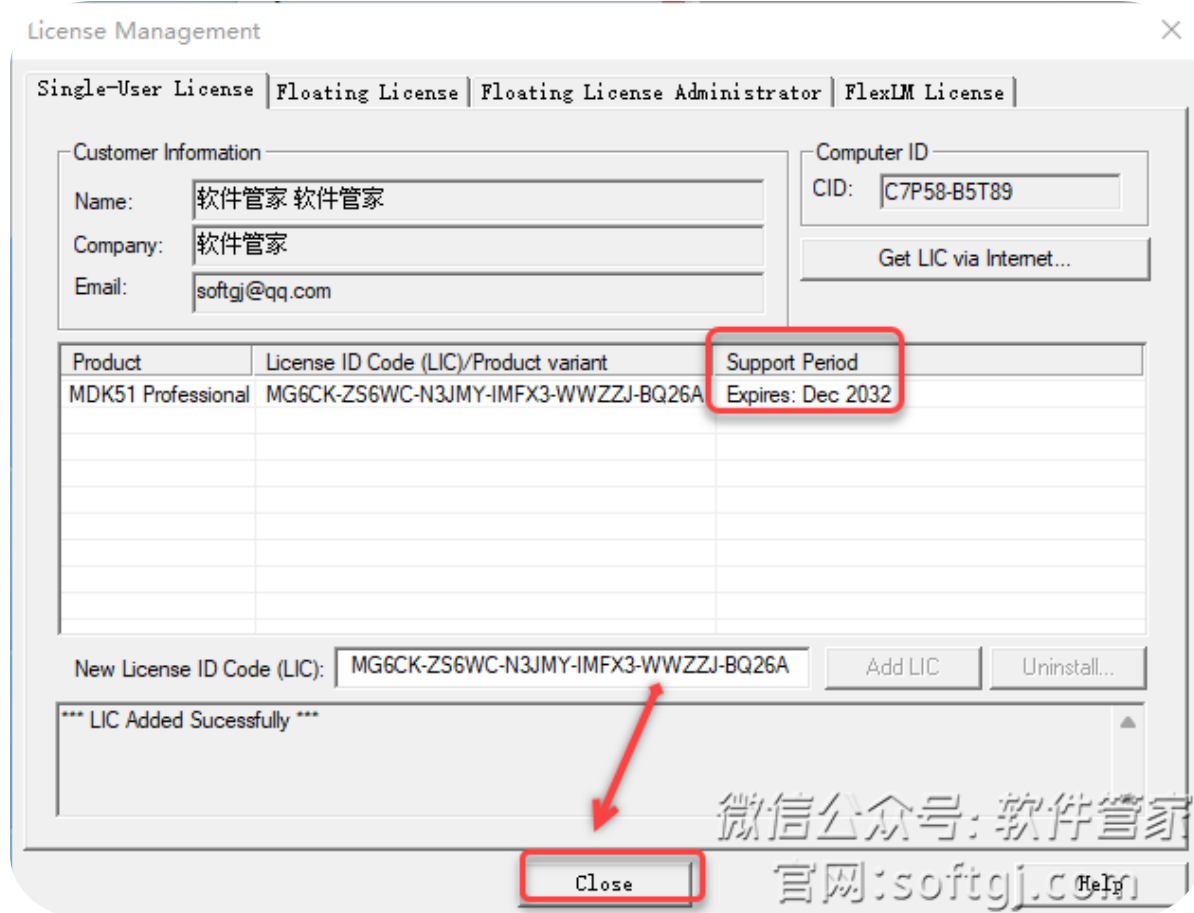 License Management
Single-User License Floating License Floating License Administrator FlexLM License
Customer Information
Name: 软件管家 软件管家
Company: 软件管家
Email: softgj@qq.com
Computer ID
CID: C7P58-B5T89
Get LIC via Internet...
Product License ID Code (LIC)/Product variant Support Period
MDK51 Professional MG6CK-ZS6WC-N3JMY-IMFX3-WWZZJ-BQ26A Expires: Dec 2032
New License ID Code (LIC): MG6CK-ZS6WC-N3JMY-IMFX3-WWZZJ-BQ26A Add LIC Uninstall...
*** LIC Added Sucessfully ***
微信公众号: 软件管家
Close Help
官网:softgj.com